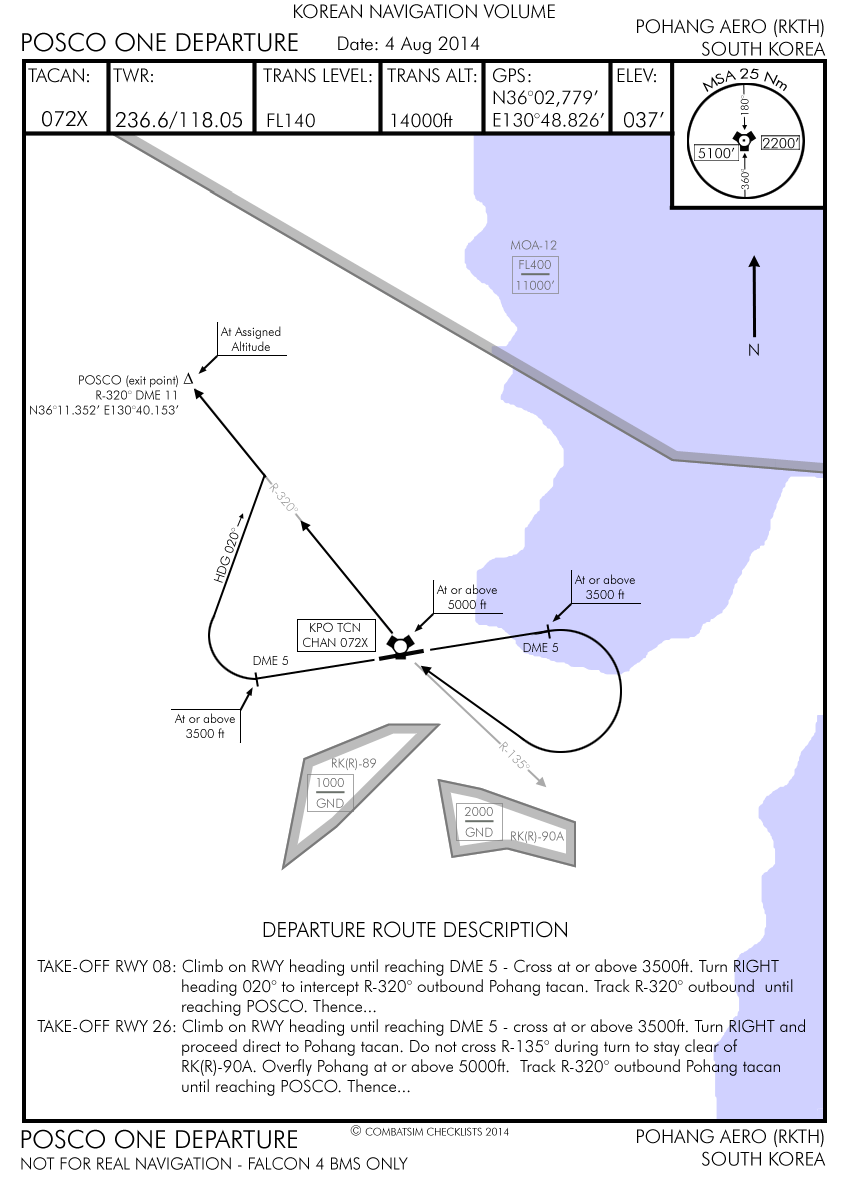 KOREAN NAVIGATION VOLUME
POSCO ONE DEPARTURE
Date: 4 Aug 2014
POHANG AERO (RKTH)
SOUTH KOREA
TACAN:
072X
TWR:
236.6/118.05
TRANS LEVEL:
FL140
TRANS ALT:
14000ft
GPS:
N36°02,779’
E130°48.826’
ELEV:
037’
MSA 25 Nm
180°
5100’
2200’
360°
MOA-12
FL400
11000’
N
At Assigned
Altitude
POSCO (exit point) Δ
R-320° DME 11
N36°11.352’ E130°40.153’
R-320°
HDG 020°
At or above
5000 ft
At or above
3500 ft
KPO TCN
CHAN 072X
DME 5
DME 5
At or above
3500 ft
R-135°
RK(R)-89
1000
GND
2000
GND
RK(R)-90A
DEPARTURE ROUTE DESCRIPTION
TAKE-OFF RWY 08: Climb on RWY heading until reaching DME 5 - Cross at or above 3500ft. Turn RIGHT
heading 020° to intercept R-320° outbound Pohang tacan. Track R-320° outbound until
reaching POSCO. Thence...
TAKE-OFF RWY 26: Climb on RWY heading until reaching DME 5 - cross at or above 3500ft. Turn RIGHT and
proceed direct to Pohang tacan. Do not cross R-135° during turn to stay clear of
RK(R)-90A. Overfly Pohang at or above 5000ft. Track R-320° outbound Pohang tacan
until reaching POSCO. Thence...
POSCO ONE DEPARTURE
NOT FOR REAL NAVIGATION - FALCON 4 BMS ONLY
© COMBATSIM CHECKLISTS 2014
POHANG AERO (RKTH)
SOUTH KOREA